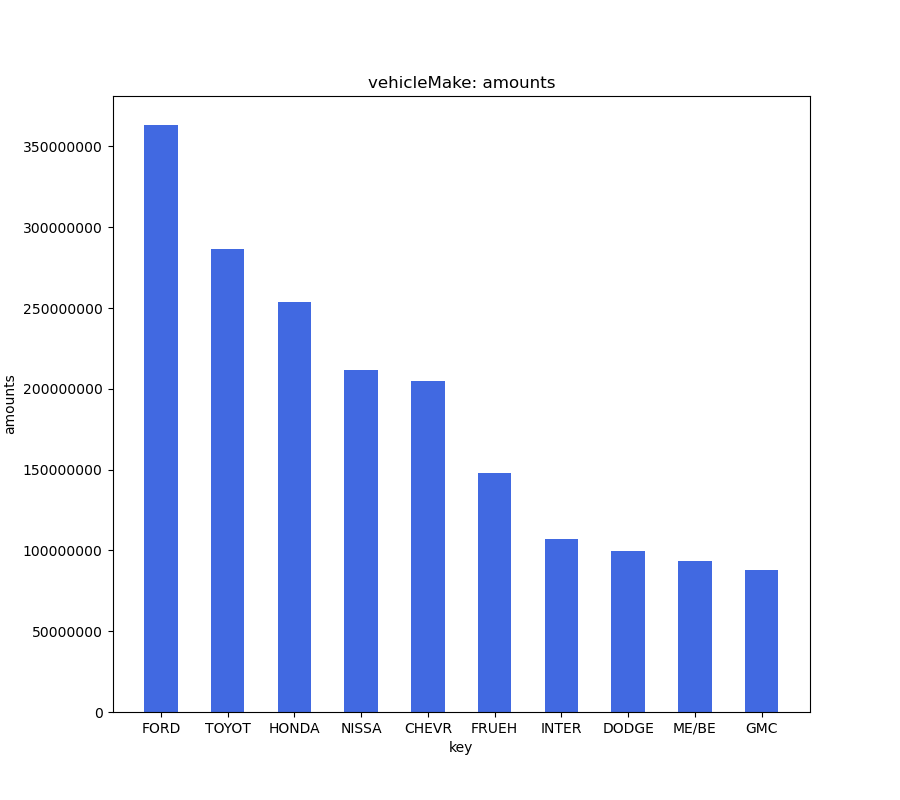 vehicleMake: amounts
350000000
300000000
250000000
200000000
150000000
100000000
50000000
0
amounts
FORD TOYOT HONDA NISSA CHEVR FRUEH INTER DODGE ME/BE GMC
key